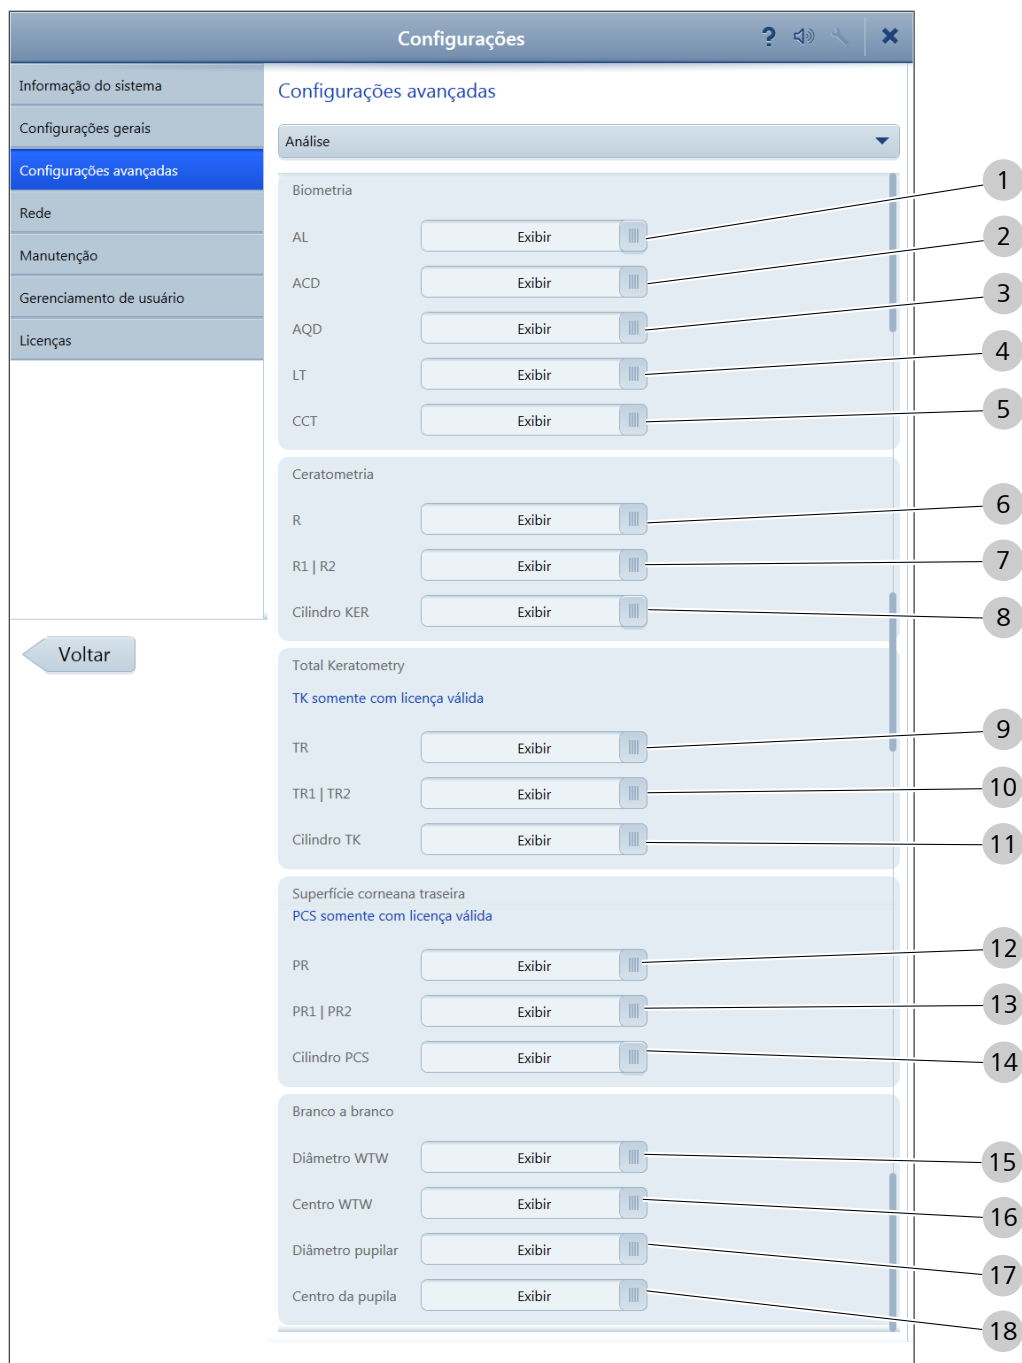 Configurações
?
Informação do sistema
Configurações gerais
Configurações avançadas
Rede
Manutenção
Gerenciamento de usuário
Licenças
Voltar
Configurações avançadas
Análise
Biometria
AL Exibir 1
ACD Exibir 2
AQD Exibir 3
LT Exibir 4
CCT Exibir 5
Ceratometria
R Exibir 6
R1 | R2 Exibir 7
Cilindro KER Exibir 8
Total Keratometry
TK somente com licença válida
TR Exibir 9
TR1 | TR2 Exibir 10
Cilindro TK Exibir 11
Superfície corneana traseira
PCS somente com licença válida
PR Exibir 12
PR1 | PR2 Exibir 13
Cilindro PCS Exibir 14
Branco a branco
Diâmetro WTW Exibir 15
Centro WTW Exibir 16
Diâmetro pupilar Exibir 17
Centro da pupila Exibir 18